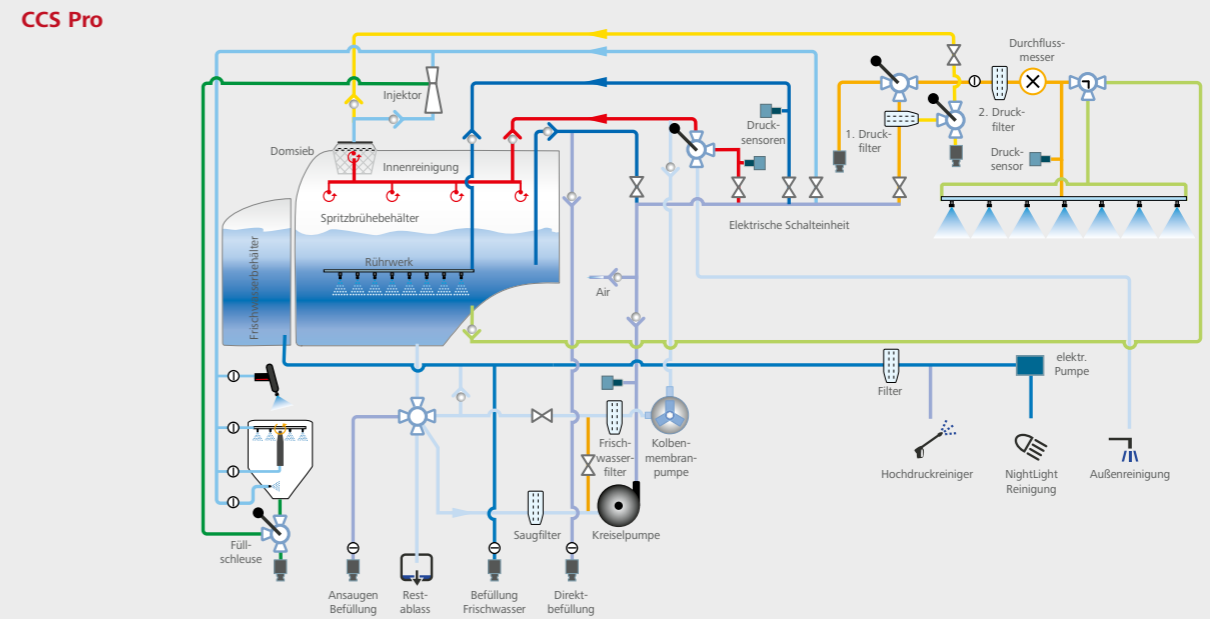 CCS Pro
Injektor
Domsieb
Innenreinigung
Spritzbrühebehälter
Rührwerk
Frischwasserbehälter
Druck-
sensoren
1. Druck-
filter
2. Druck-
filter
Durchfluss-
messer
Druck-
sensor
Elektrische Schalteinheit
Air
elektr.
Pumpe
Filter
Frisch-
wasser-
filter
Kolben-
membran-
pumpe
Hochdruckreiniger
NightLight
Reinigung
Außenreinigung
Saugfilter
Kreiselpumpe
Füll-
schleuse
Ansaugen
Befüllung
Rest-
ablass
Befüllung
Frischwasser
Direkt-
befüllung